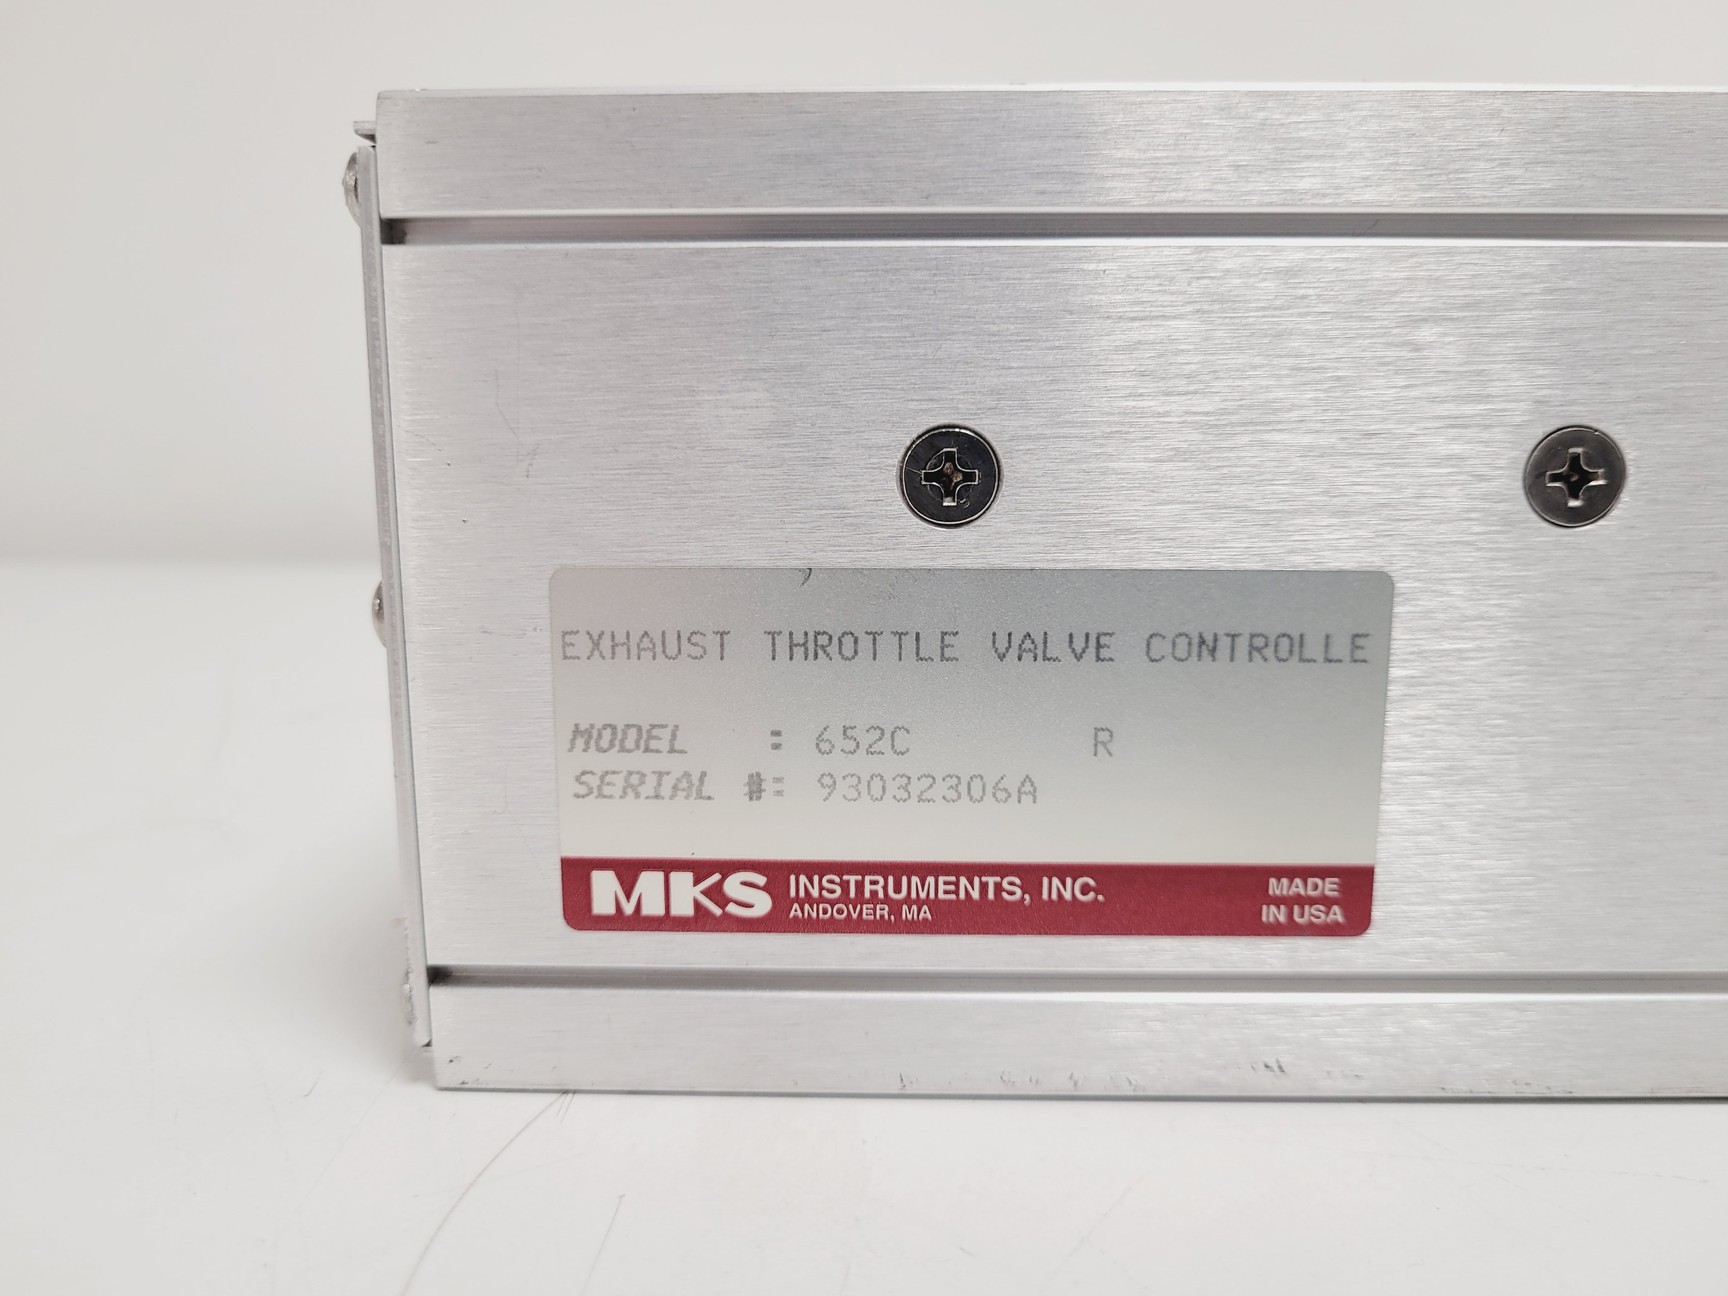 EXHAUST THROTTLE VALVE CONTROLLE
MODEL : 652C R
SERIAL #: 93032306A
MKS INSTRUMENTS, INC.
ANDOVER, MA
MADE
IN USA